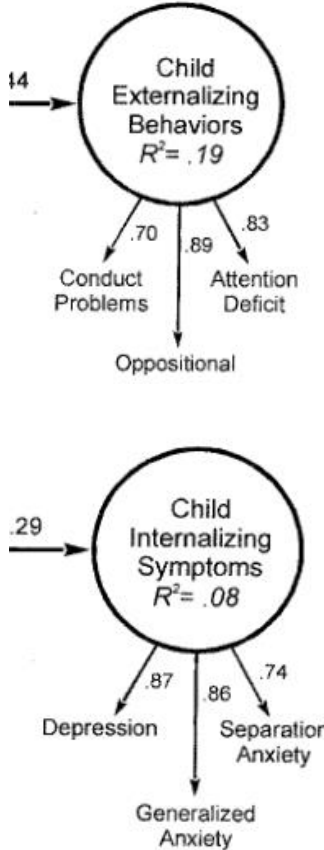 44
Child
Externalizing
Behaviors
R²= .19
.70
.89
.83
Conduct
Problems
Attention
Deficit
Oppositional
.29
Child
Internalizing
Symptoms
R²= .08
.87
.86
.74
Depression
Separation
Anxiety
Generalized
Anxiety